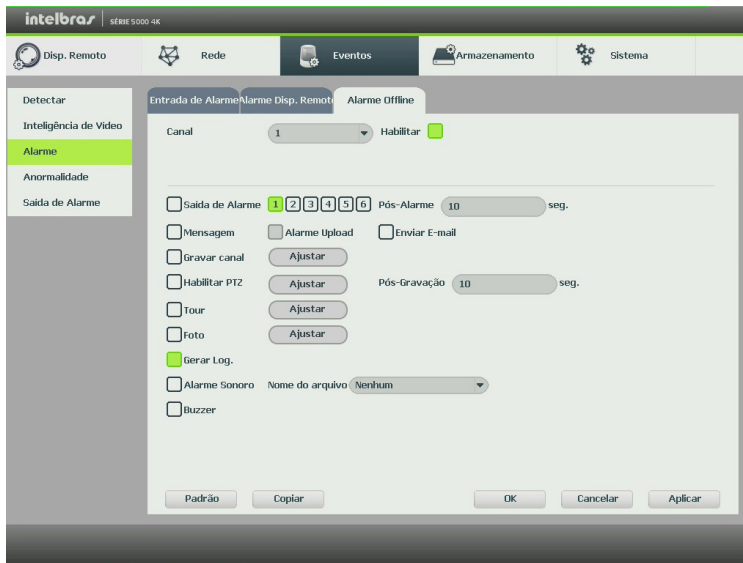 intelbras | SÉRIE 5000 4K
Disp. Remoto Rede Eventos Armazenamento Sistema
Detectar
Inteligência de Video
Alarme
Anormalidade
Saída de Alarme
Entrada de Alarme Alarme Disp. Remot Alarme Offline
Canal 1 Habilitar
Saída de Alarme 1 2 3 4 5 6 Pós-Alarme 10 seg.
Mensagem Alarme Upload Enviar E-mail
Gravar canal Ajustar
Habilitar PTZ Ajustar Pós-Gravação 10 seg.
Tour Ajustar
Foto Ajustar
Gerar Log.
Alarme Sonoro Nome do arquivo Nenhum
Buzzer
Padrão Copiar OK Cancelar Aplicar